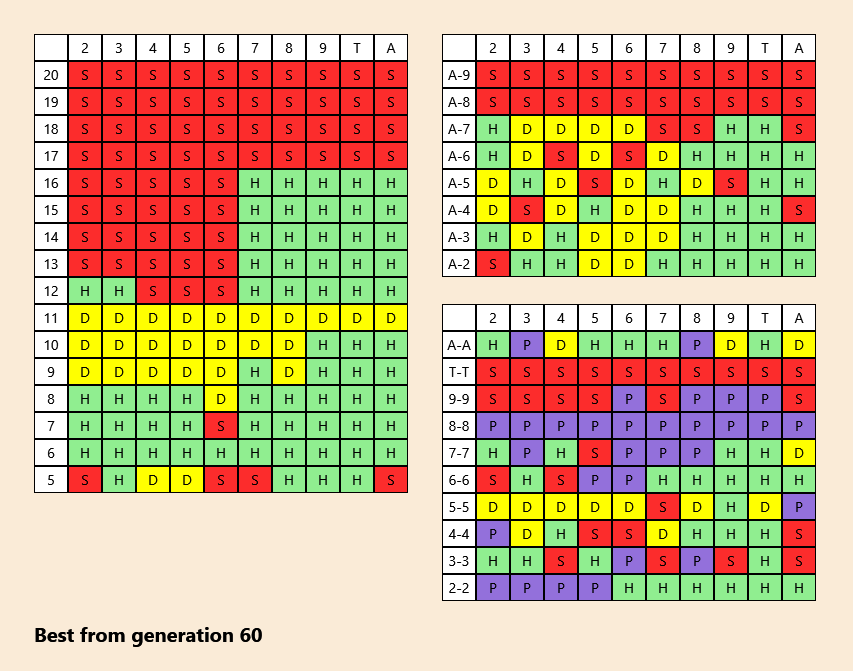 2 3 4 5 6 7 8 9 T A
20 S S S S S S S S S S
19 S S S S S S S S S S
18 S S S S S S S S S S
17 S S S S S S S S S S
16 S S S S S H H H H H
15 S S S S S H H H H H
14 S S S S S H H H H H
13 S S S S S H H H H H
12 H H S S S H H H H H
11 D D D D D D D D D D
10 D D D D D D D H H H
9 D D D D D H D H H H
8 H H H H D H H H H H
7 H H H H S H H H H H
6 H H H H H H H H H H
5 S H D D S S H H H S
2 3 4 5 6 7 8 9 T A
A-9 S S S S S S S S S S
A-8 S S S S S S S S S S
A-7 H D D D D S S H H S
A-6 H D S D S D H H H H
A-5 D H D S D H D S H H
A-4 D S D H D D H H H S
A-3 H D H D D D H H H H
A-2 S H H D D H H H H H
2 3 4 5 6 7 8 9 T A
A-A H P D H H H P D H D
T-T S S S S S S S S S S
9-9 S S S S P S P P P S
8-8 P P P P P P P P P P
7-7 H P H S P P P H H D
6-6 S H S P P H H H H H
5-5 D D D D D S D H D P
4-4 P D H S S D H H H S
3-3 H H S H P S P S H S
2-2 P P P P H H H H H H
Best from generation 60